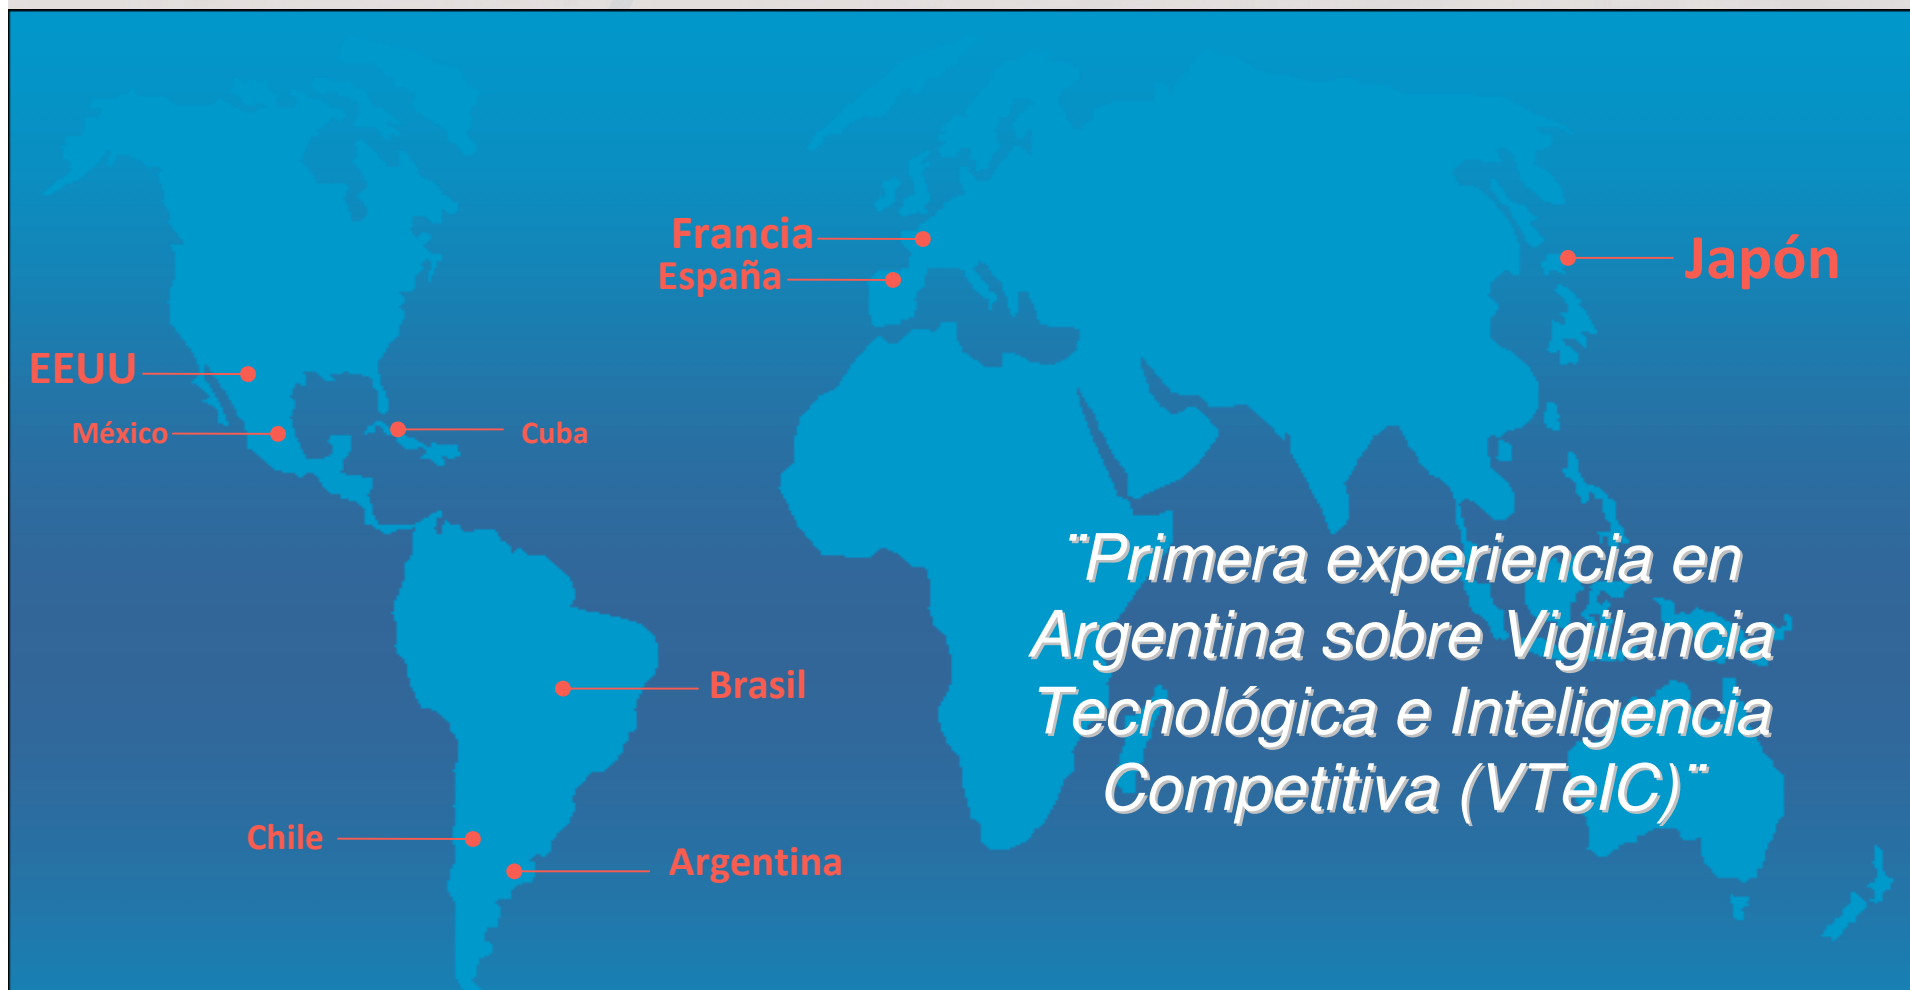 Francia
España
Japón
EEUU
México
Cuba
¨Primera experiencia en
Argentina sobre Vigilancia
Tecnológica e Inteligencia
Competitiva (VTeIC)¨
Brasil
Chile
Argentina